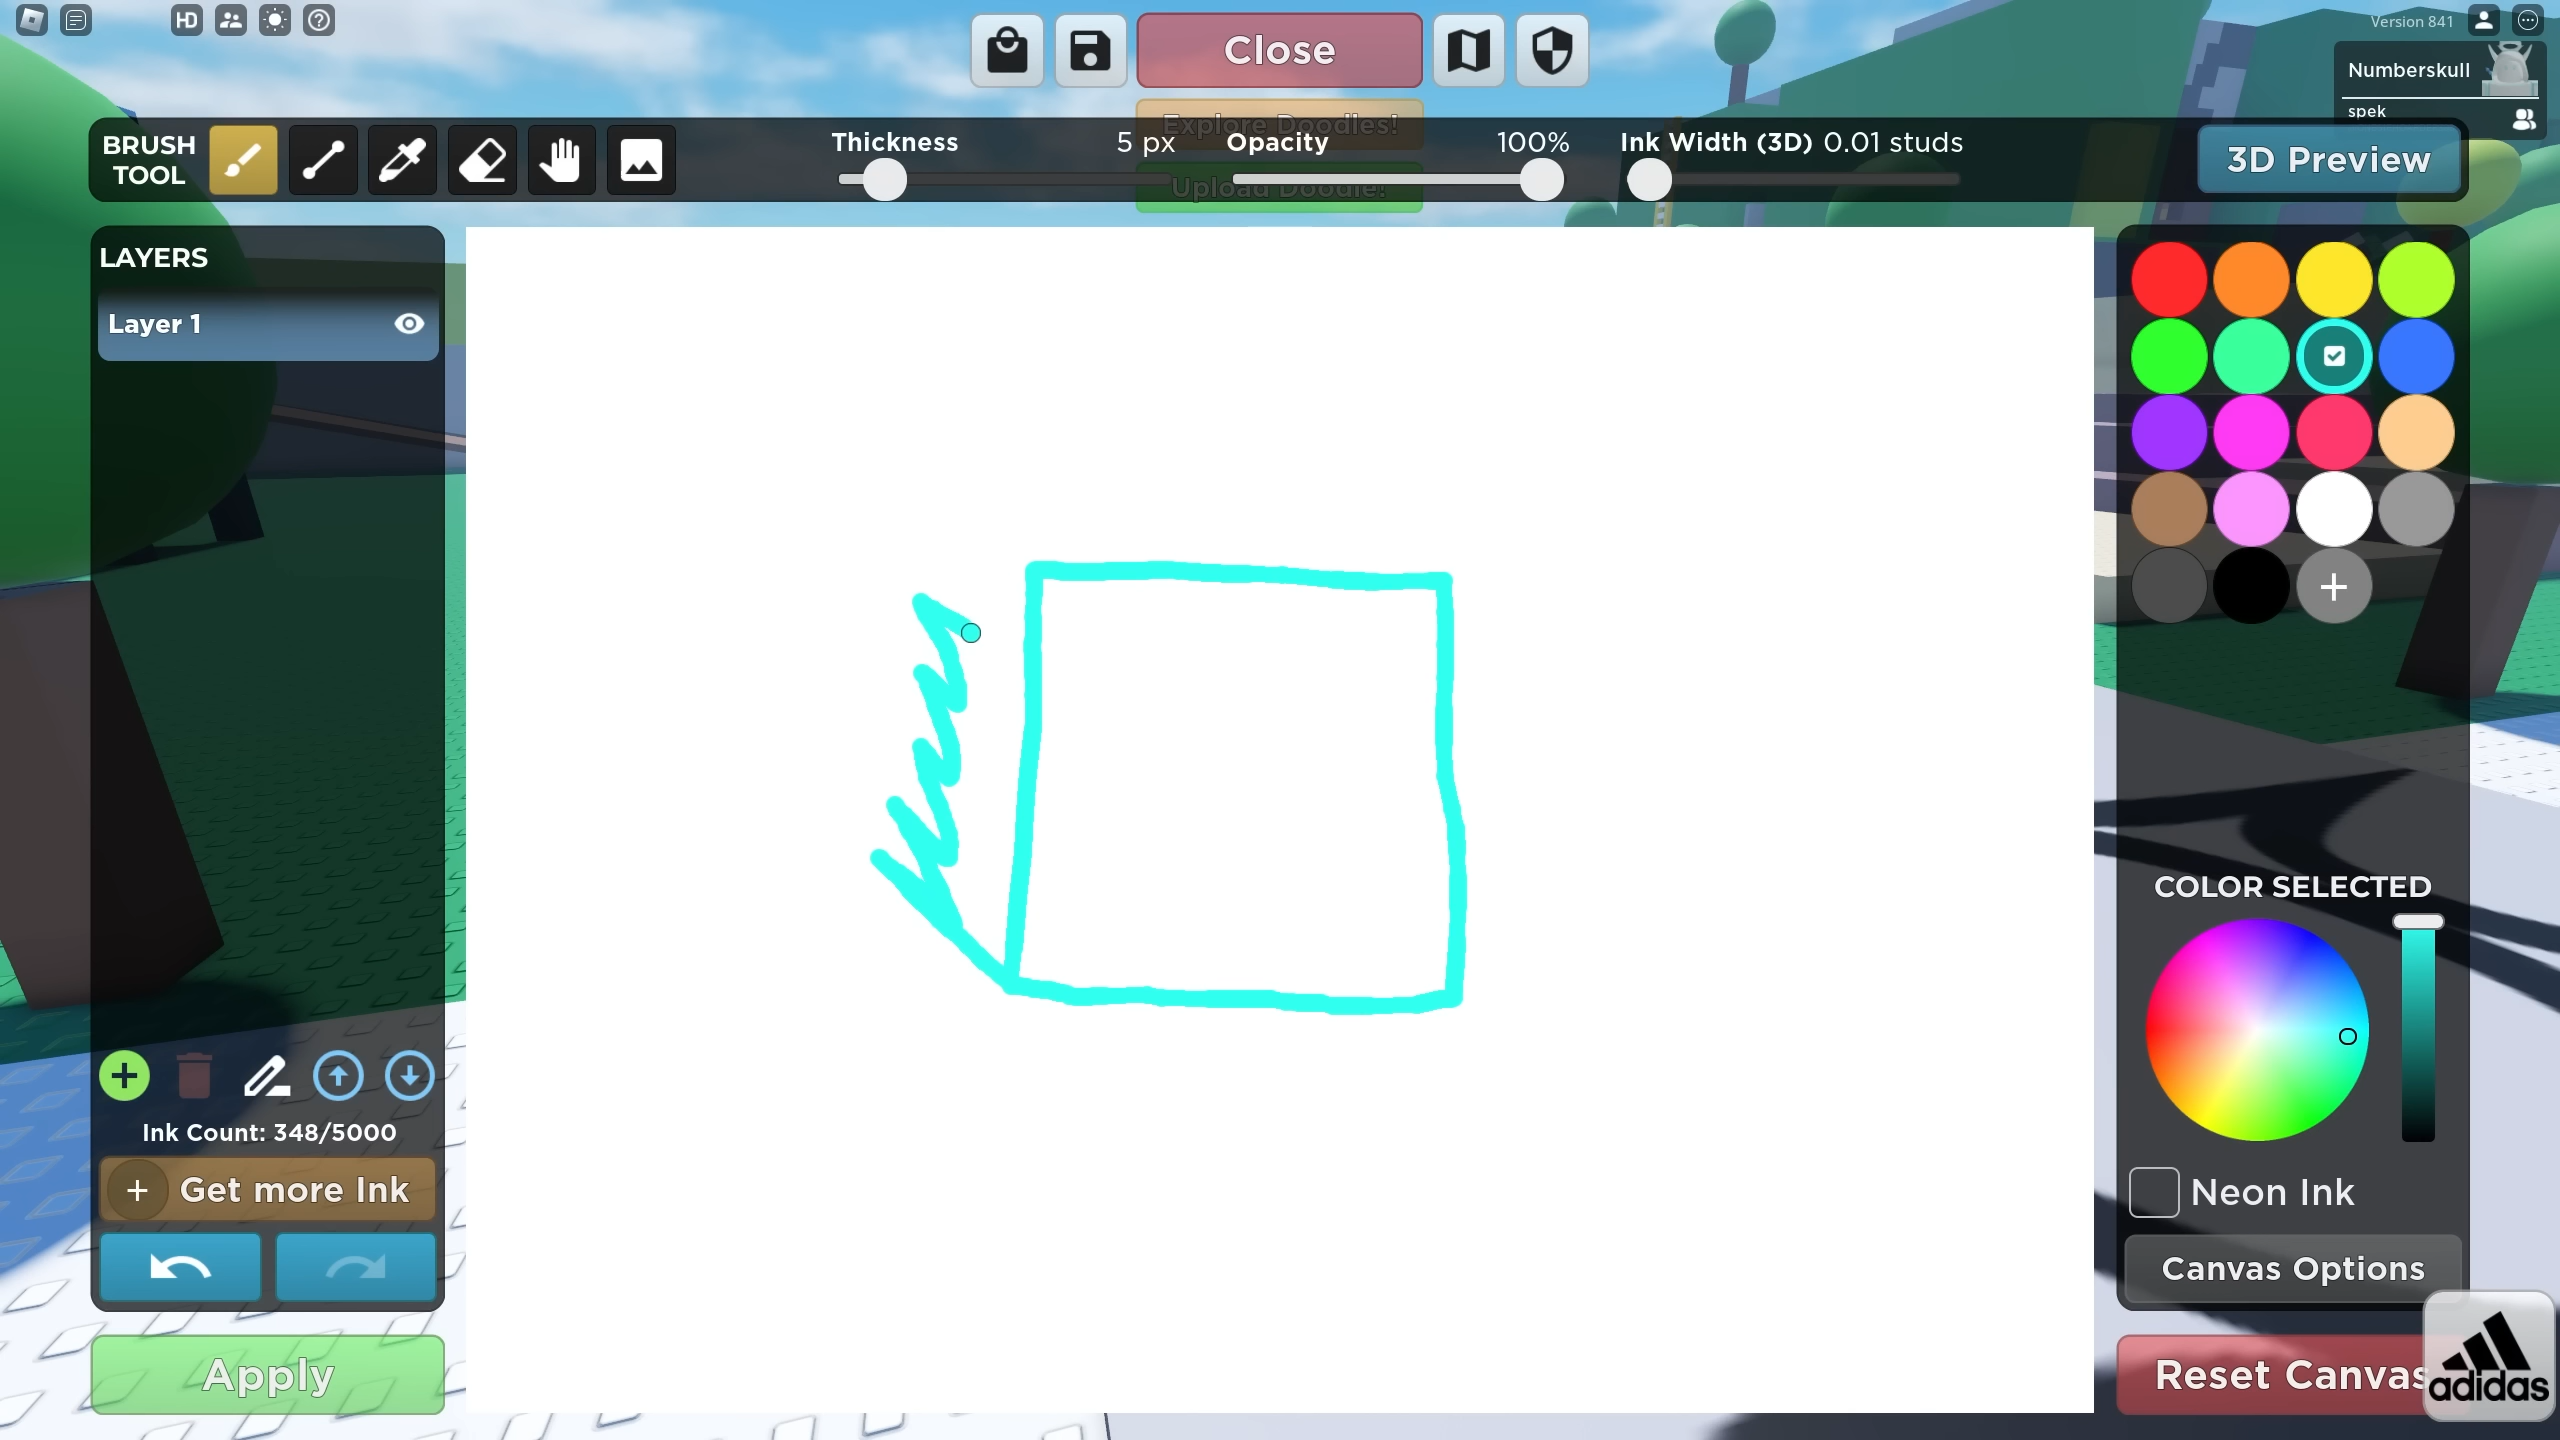 Close
Version 841
Numberskull
spek
Explore Doodles!
BRUSH
TOOL
Thickness
5 px
Opacity
100%
Ink Width (3D) 0.01 studs
3D Preview
Upload Doodle!
LAYERS
Layer 1
COLOR SELECTED
Ink Count: 348/5000
+ Get more Ink
Neon Ink
Canvas Options
Apply
Reset Canvas
adidas
HD